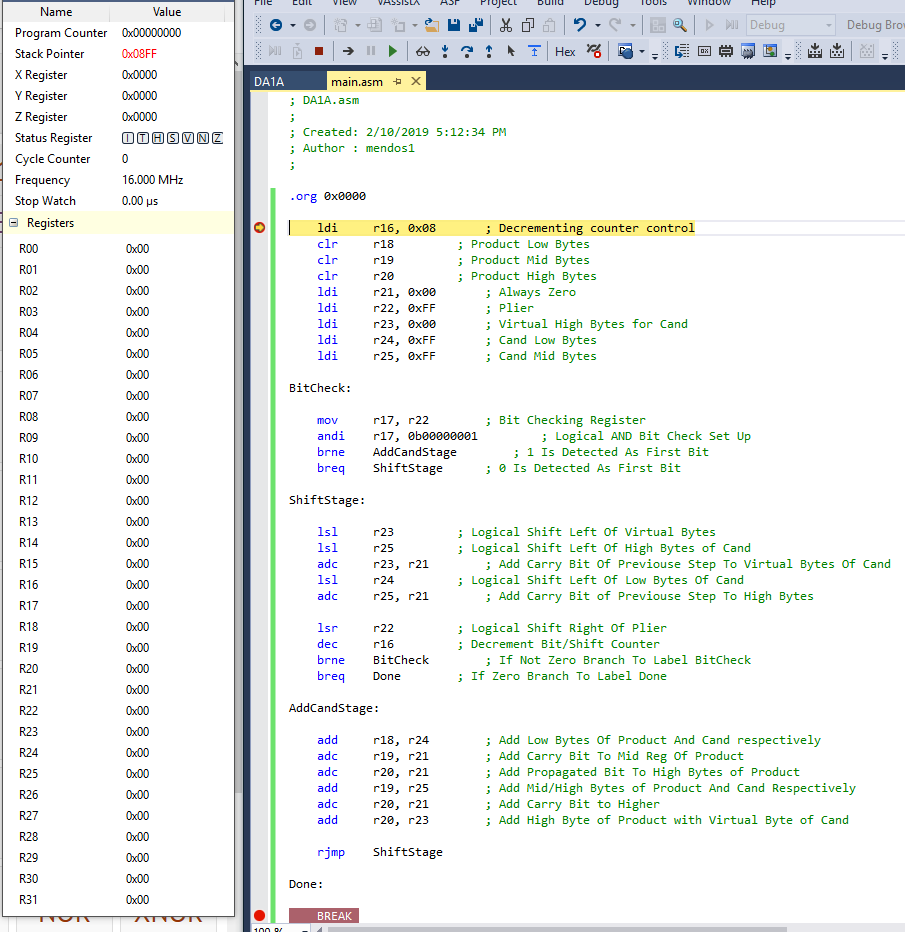 Name Value
Program Counter 0x00000000
Stack Pointer 0x08FF
X Register 0x0000
Y Register 0x0000
Z Register 0x0000
Status Register I T H S V N Z
Cycle Counter 0
Frequency 16.000 MHz
Stop Watch 0.00 µs
Registers
R00 0x00
R01 0x00
R02 0x00
R03 0x00
R04 0x00
R05 0x00
R06 0x00
R07 0x00
R08 0x00
R09 0x00
R10 0x00
R11 0x00
R12 0x00
R13 0x00
R14 0x00
R15 0x00
R16 0x00
R17 0x00
R18 0x00
R19 0x00
R20 0x00
R21 0x00
R22 0x00
R23 0x00
R24 0x00
R25 0x00
R26 0x00
R27 0x00
R28 0x00
R29 0x00
R30 0x00
R31 0x00
File Edit View VAssistX ASF Project Build Debug Tools Window Help
Debug Debug Brow
Hex
DA1A main.asm
; DA1A.asm
;
; Created: 2/10/2019 5:12:34 PM
; Author : mendos1
;
.org 0x0000
ldi r16, 0x08 ; Decrementing counter control
clr r18 ; Product Low Bytes
clr r19 ; Product Mid Bytes
clr r20 ; Product High Bytes
ldi r21, 0x00 ; Always Zero
ldi r22, 0xFF ; Plier
ldi r23, 0x00 ; Virtual High Bytes for Cand
ldi r24, 0xFF ; Cand Low Bytes
ldi r25, 0xFF ; Cand Mid Bytes
BitCheck:
mov r17, r22 ; Bit Checking Register
andi r17, 0b00000001 ; Logical AND Bit Check Set Up
brne AddCandStage ; 1 Is Detected As First Bit
breq ShiftStage ; 0 Is Detected As First Bit
ShiftStage:
lsl r23 ; Logical Shift Left Of Virtual Bytes
lsl r25 ; Logical Shift Left Of High Bytes of Cand
adc r23, r21 ; Add Carry Bit Of Previouse Step To Virtual Bytes Of Cand
lsl r24 ; Logical Shift Left Of Low Bytes Of Cand
adc r25, r21 ; Add Carry Bit of Previouse Step To High Bytes
lsr r22 ; Logical Shift Right Of Plier
dec r16 ; Decrement Bit/Shift Counter
brne BitCheck ; If Not Zero Branch To Label BitCheck
breq Done ; If Zero Branch To Label Done
AddCandStage:
add r18, r24 ; Add Low Bytes Of Product And Cand respectively
adc r19, r21 ; Add Carry Bit To Mid Reg Of Product
adc r20, r21 ; Add Propagated Bit To High Bytes of Product
add r19, r25 ; Add Mid/High Bytes of Product And Cand Respectively
adc r20, r21 ; Add Carry Bit to Higher
add r20, r23 ; Add High Byte of Product with Virtual Byte of Cand
rjmp ShiftStage
Done:
BREAK
100 %